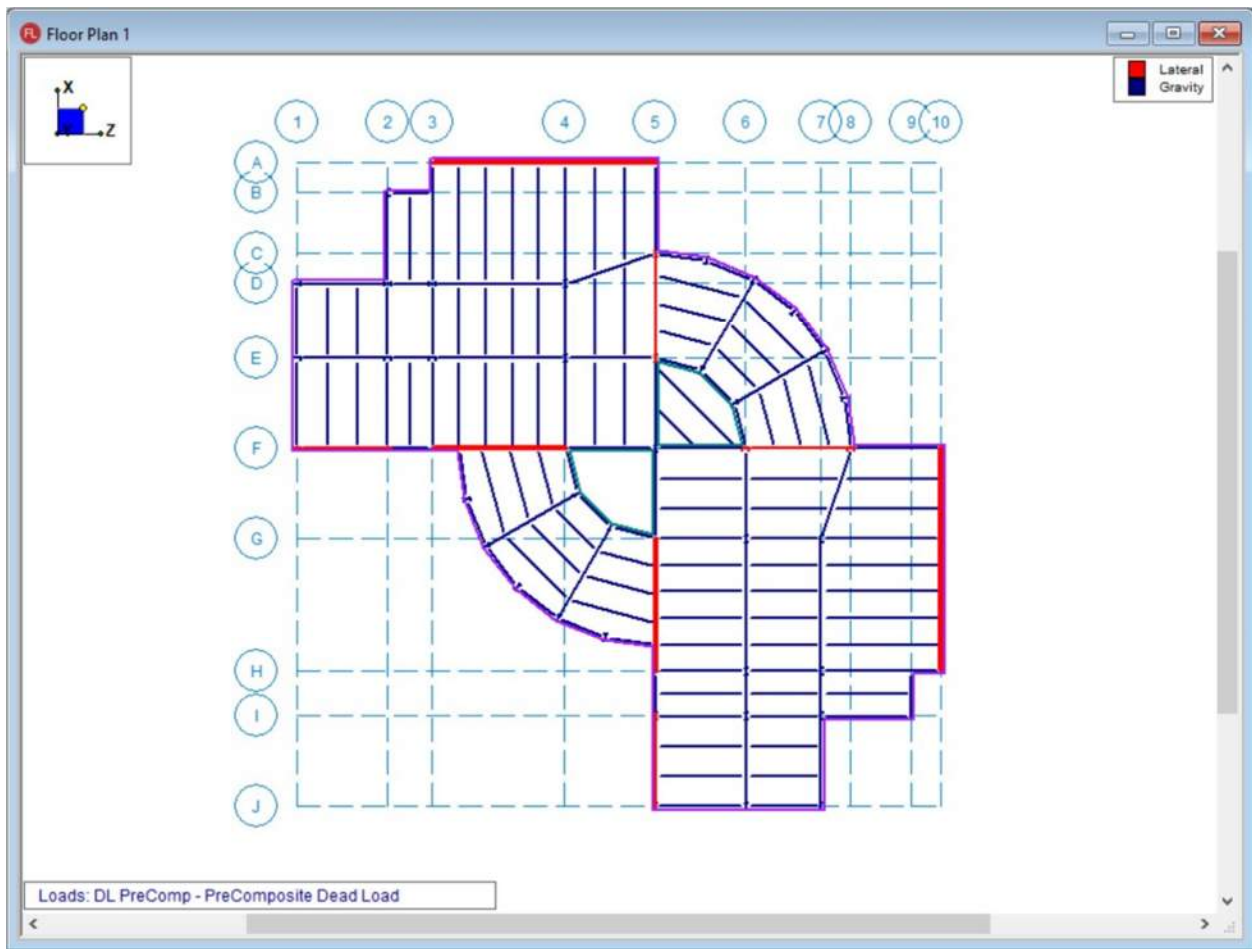 FL Floor Plan 1
X
Y Z
Lateral
Gravity
1 2 3 4 5 6 7 8 9 10
A
B
C
D
E
F
G
H
I
J
Loads: DL PreComp - PreComposite Dead Load